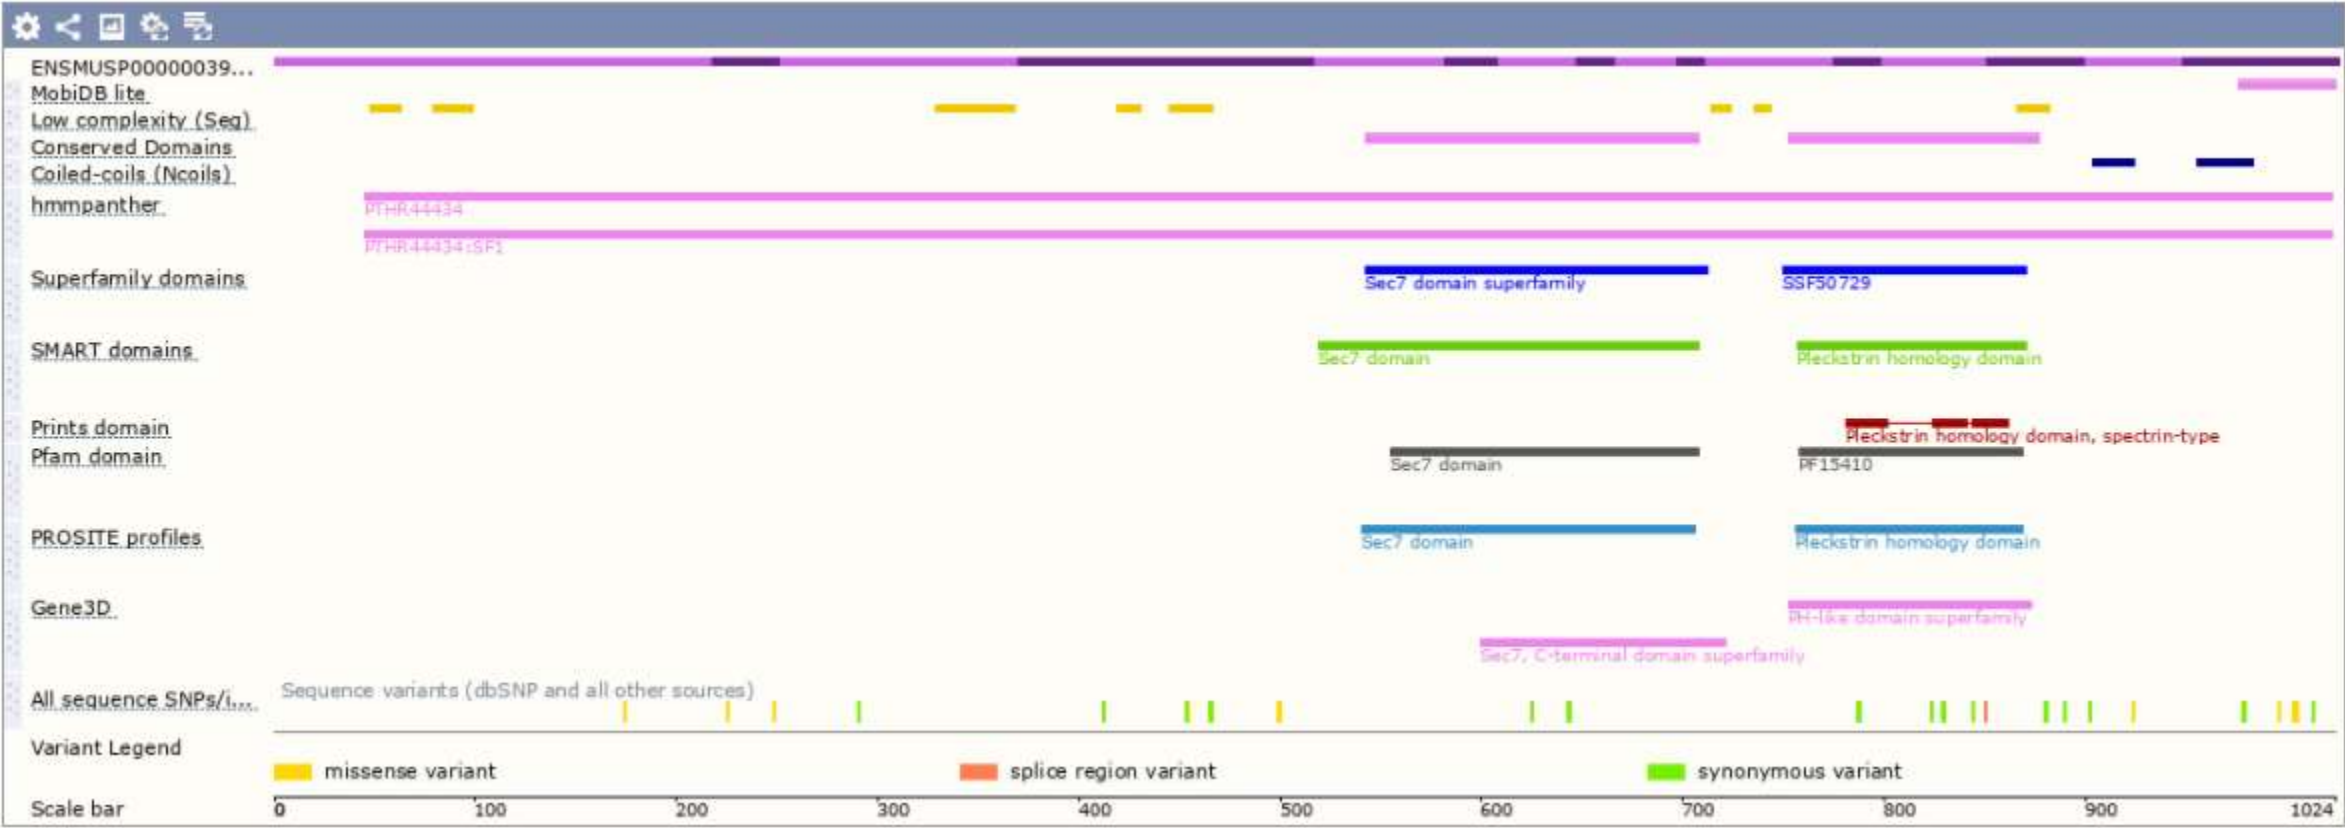 ENSMUSP00000039...
MobiDB lite
Low complexity (Seg)
Conserved Domains
Coiled-coils (Ncoils)
hmmpanther
PTHR44434
PTHR44434:SF1
Superfamily domains
Sec7 domain superfamily SSF50729
SMART domains
Sec7 domain Pleckstrin homology domain
Prints domain
Pleckstrin homology domain, spectrin-type
Pfam domain
Sec7 domain PF15410
PROSITE profiles
Sec7 domain Pleckstrin homology domain
Gene3D
PH-like domain superfamily
Sec7, C-terminal domain superfamily
Sequence variants (dbSNP and all other sources)
All sequence SNPs/i...
Variant Legend
missense variant splice region variant synonymous variant
Scale bar 0 100 200 300 400 500 600 700 800 900 1024